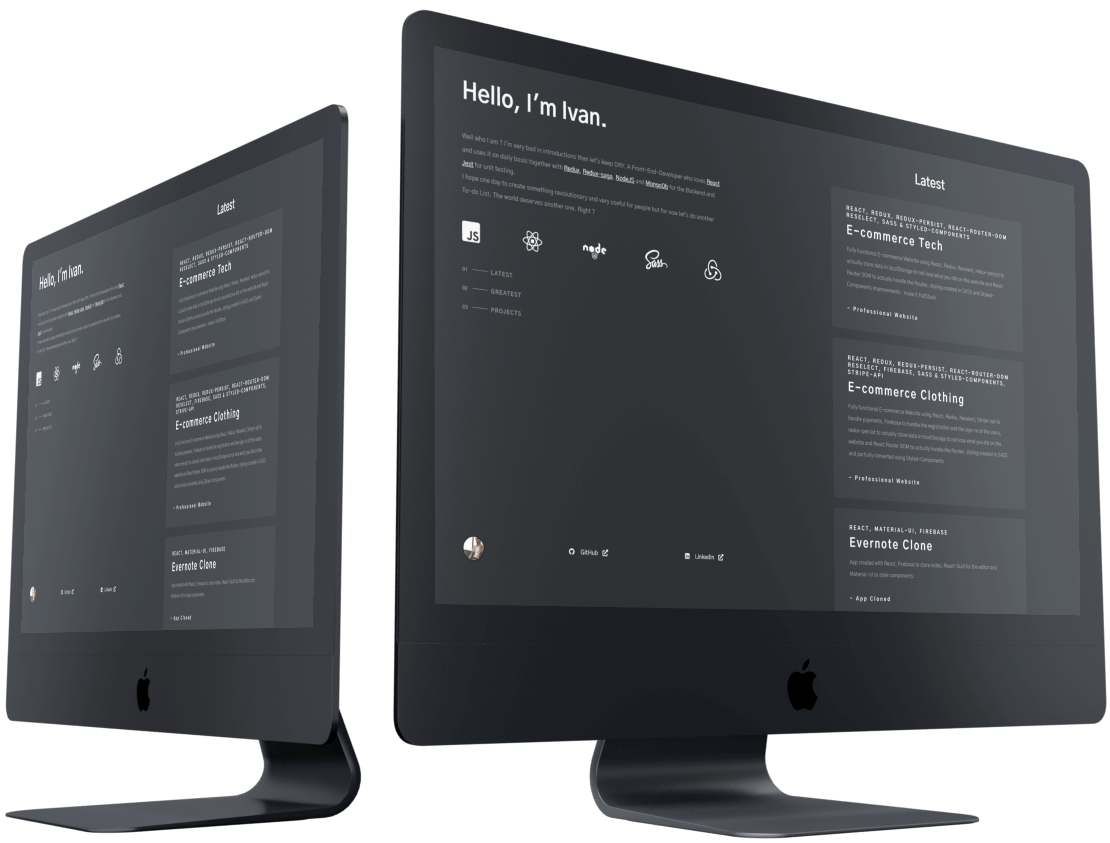 Hello, I'm Ivan.
Latest
REACT, REDUX, REDUX-PERSIST, REACT-ROUTER-DOM
RESELECT, SASS & STYLED-COMPONENTS
E-commerce Tech
- Professional Website
REACT, REDUX, REDUX-PERSIST, REACT-ROUTER-DOM
RESELECT, FIREBASE, SASS & STYLED-COMPONENTS,
STRIPE-API
E-commerce Clothing
- Professional Website
REACT, MATERIAL-UI, FIREBASE
Evernote Clone
- App Cloned
JS
node
Sass
Hello, I'm Ivan.
Well who I am ? I'm very bad in introductions then let's keep DRY. A Front-End-Developer who loves React
and uses it on daily basis together with Redux, Redux-saga, NodeJS and MongoDb for the Backend and
Jest for unit testing.
I hope one day to create something revolutionary and very useful for people but for now let's do another
To-do List. The world deserves another one. Right ?
JS
node
JS
Sass
01 LATEST
02 GREATEST
03 PROJECTS
GitHub
LinkedIn
Latest
REACT, REDUX, REDUX-PERSIST, REACT-ROUTER-DOM
RESELECT, SASS & STYLED-COMPONENTS
E-commerce Tech
Fully functional E-commerce Website using React, Redux, Reselect, redux-persist to
actually store data in localStorage to not lose what you did on the website and React
Router DOM to actually handle the Router, styling created in SASS and Styled-
Components Improvements - make it FullStack
- Professional Website
REACT, REDUX, REDUX-PERSIST, REACT-ROUTER-DOM
RESELECT, FIREBASE, SASS & STYLED-COMPONENTS,
STRIPE-API
E-commerce Clothing
Fully functional E-commerce Website using React, Redux, Reselect, Stripe-api to
handle payments, Firebase to handle the registration and the sign-in of the users,
redux-persist to actually store data in localStorage to not lose what you did on the
website and React Router DOM to actually handle the Router, styling created in SASS
and partially converted using Styled-Components
- Professional Website
REACT, MATERIAL-UI, FIREBASE
Evernote Clone
App created with React, Firebase to store notes, React-Quill for the editor and
Material-UI to style components.
- App Cloned